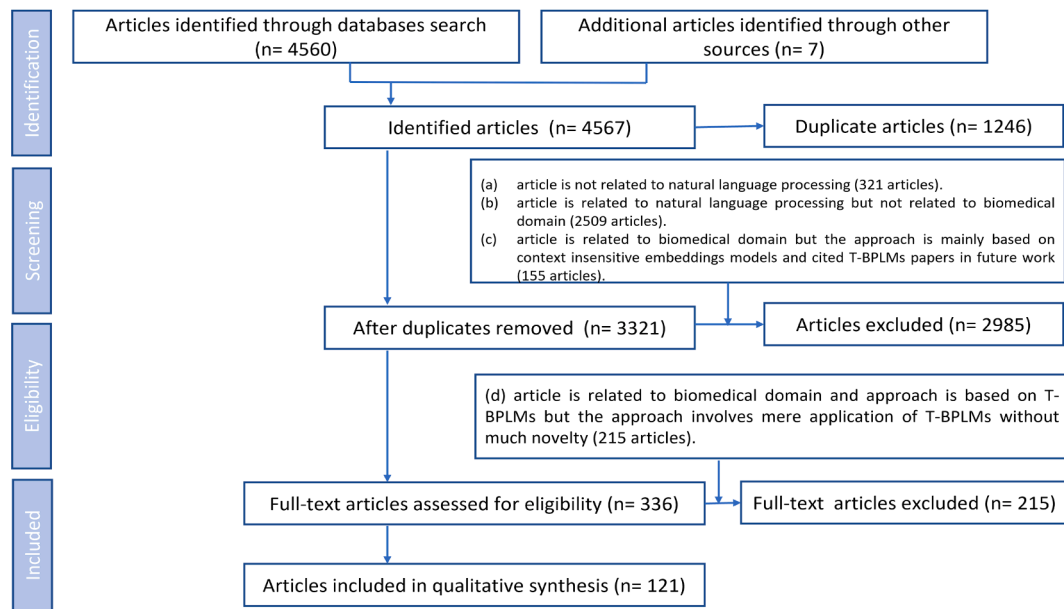 Identification
Articles identified through databases search
(n= 4560)
Additional articles identified through other
sources (n= 7)
Identified articles (n= 4567)
Duplicate articles (n= 1246)
Screening
(a) article is not related to natural language processing (321 articles).
(b) article is related to natural language processing but not related to biomedical
domain (2509 articles).
(c) article is related to biomedical domain but the approach is mainly based on
context insensitive embeddings models and cited T-BPLMs papers in future work
(155 articles).
After duplicates removed (n= 3321)
Articles excluded (n= 2985)
Eligibility
(d) article is related to biomedical domain and approach is based on T-
BPLMs but the approach involves mere application of T-BPLMs without
much novelty (215 articles).
Full-text articles assessed for eligibility (n= 336)
Full-text articles excluded (n= 215)
Included
Articles included in qualitative synthesis (n= 121)